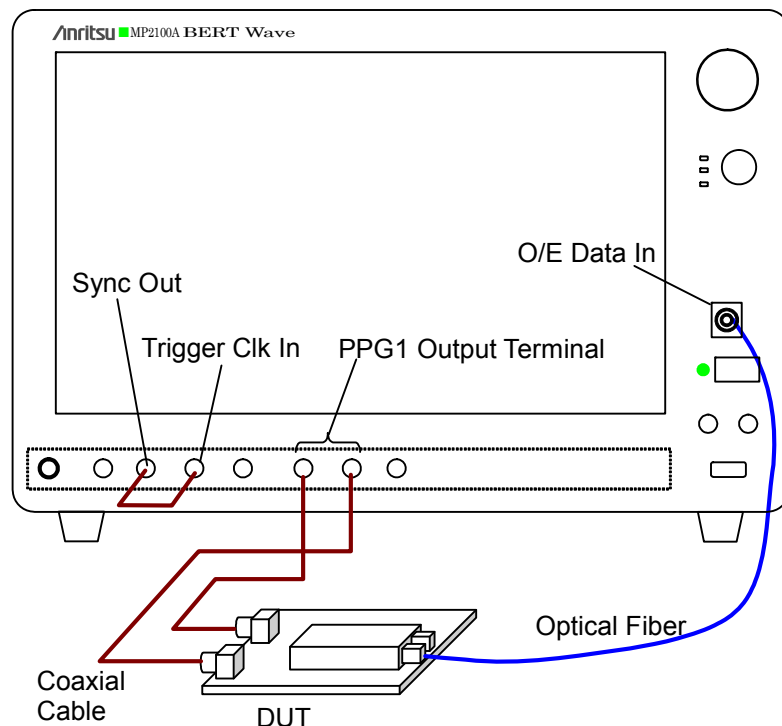 Anritsu MP2100A BERT Wave
O/E Data In
Sync Out
Trigger Clk In
PPG1 Output Terminal
Optical Fiber
Coaxial
Cable
DUT